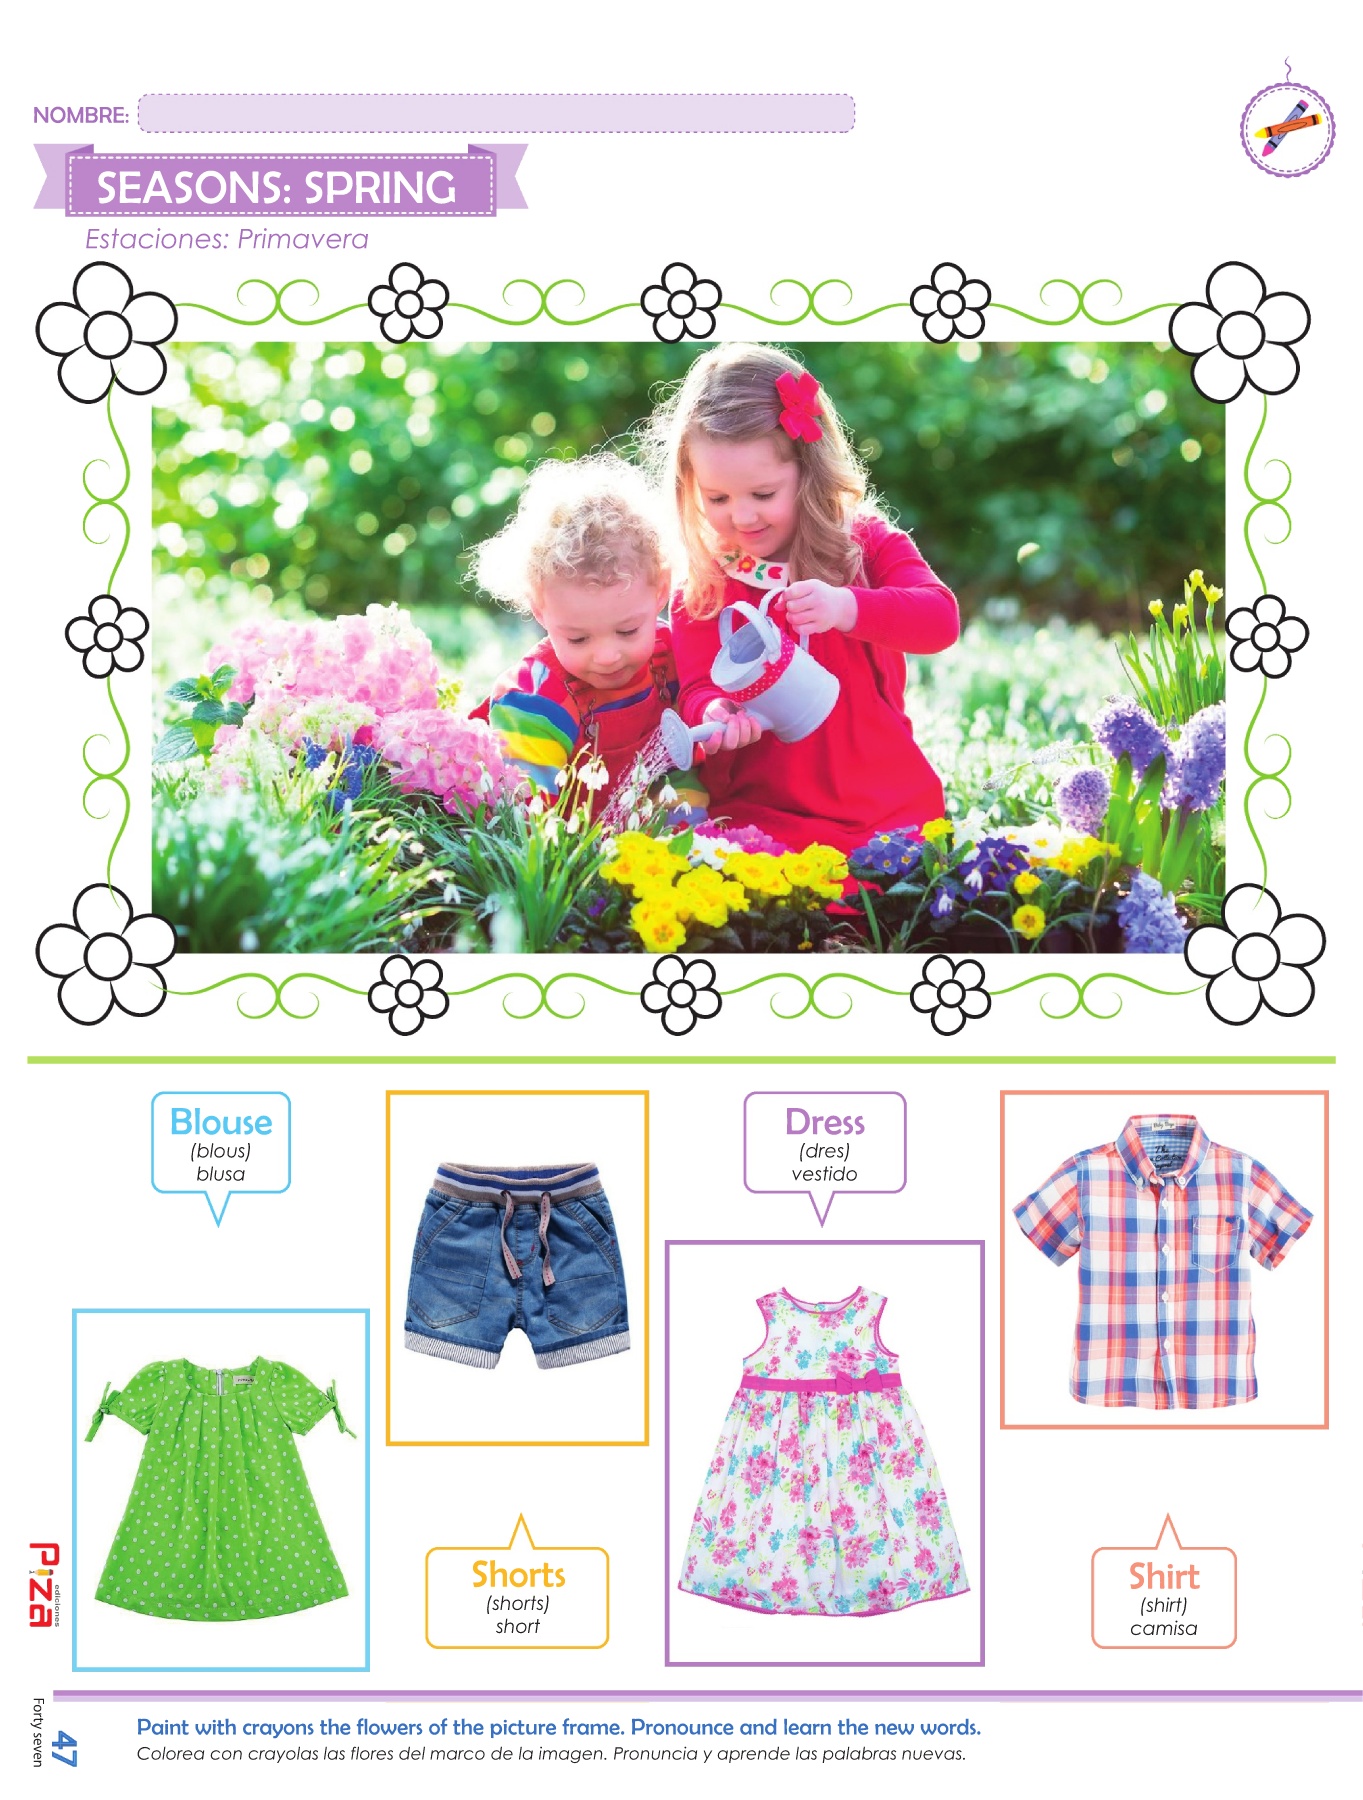 NOMBRE:
SEASONS: SPRING
Estaciones: Primavera
Blouse
(blous)
blusa
Dress
(dres)
vestido
Shorts
(shorts)
short
Shirt
(shirt)
camisa
Piza
ediciones
Forty seven
47
Paint with crayons the flowers of the picture frame. Pronounce and learn the new words.
Colorea con crayolas las flores del marco de la imagen. Pronuncia y aprende las palabras nuevas.